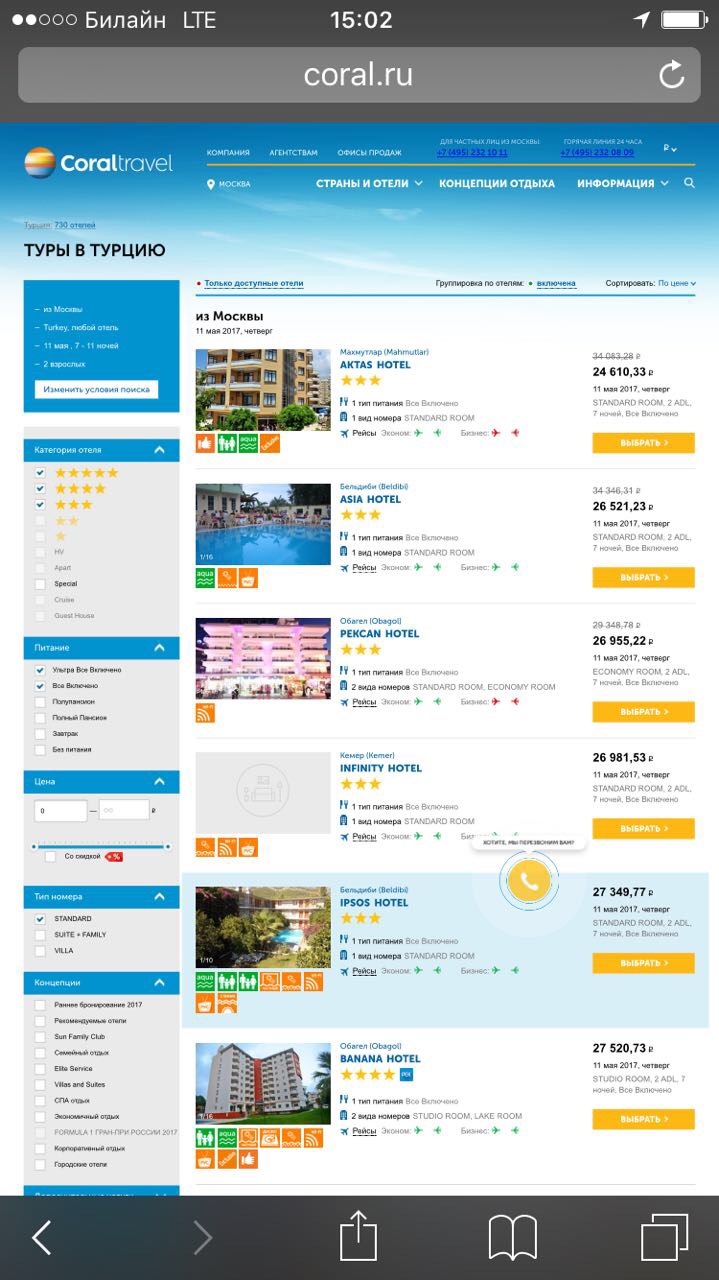 Билайн LTE 15:02
coral.ru
Coraltravel
КОМПАНИЯ АГЕНТСТВАМ ОФИСЫ ПРОДАЖ
ДЛЯ ЧАСТНЫХ ЛИЦ ИЗ МОСКВЫ: ГОРЯЧАЯ ЛИНИЯ 24 ЧАСА
+7 (495) 232 10 11 +7 (495) 232 08 09
МОСКВА СТРАНЫ И ОТЕЛИ КОНЦЕПЦИИ ОТДЫХА ИНФОРМАЦИЯ
Турция: 730 отелей
ТУРЫ В ТУРЦИЮ
– из Москвы
– Turkey, любой отель
– 11 мая , 7 - 11 ночей
– 2 взрослых
Изменить условия поиска
Категория отеля
HV
Apart
Special
Cruise
Guest House
Питание
Ультра Все Включено
Все Включено
Полупансион
Полный Пансион
Завтрак
Без питания
Цена
0 — ∞ ₽
Со скидкой %
Тип номера
STANDARD
SUITE + FAMILY
VILLA
Концепции
Раннее бронирование 2017
Рекомендуемые отели
Sun Family Club
Семейный отдых
Elite Service
Villas and Suites
СПА отдых
Экономичный отдых
FORMULA 1 ГРАН-ПРИ РОССИИ 2017
Корпоративный отдых
Городские отели
Только доступные отели Группировка по отелям: включена Сортировать: По цене
из Москвы
11 мая 2017, четверг
Махмутлар (Mahmutlar)
AKTAS HOTEL
1 тип питания Все Включено
1 вид номера STANDARD ROOM
Рейсы Эконом: Бизнес:
aqua
34 083,28 ₽
24 610,33 ₽
11 мая 2017, четверг
STANDARD ROOM, 2 ADL,
7 ночей, Все Включено
ВЫБРАТЬ >
1/16
Бельдиби (Beldibi)
ASIA HOTEL
1 тип питания Все Включено
1 вид номера STANDARD ROOM
Рейсы Эконом: Бизнес:
aqua
34 346,31 ₽
26 521,23 ₽
11 мая 2017, четверг
STANDARD ROOM, 2 ADL,
7 ночей, Все Включено
ВЫБРАТЬ >
Обагел (Obagol)
PEKCAN HOTEL
1 тип питания Все Включено
2 вида номеров STANDARD ROOM, ECONOMY ROOM
Рейсы Эконом: Бизнес:
29 348,78 ₽
26 955,22 ₽
11 мая 2017, четверг
ECONOMY ROOM, 2 ADL,
7 ночей, Все Включено
ВЫБРАТЬ >
Кемер (Kemer)
INFINITY HOTEL
1 тип питания Все Включено
1 вид номера STANDARD ROOM
Рейсы Эконом: Бизнес:
26 981,53 ₽
11 мая 2017, четверг
STANDARD ROOM, 2 ADL,
7 ночей, Все Включено
ВЫБРАТЬ >
ХОТИТЕ, МЫ ПЕРЕЗВОНИМ ВАМ?
1/10
Бельдиби (Beldibi)
IPSOS HOTEL
1 тип питания Все Включено
1 вид номера STANDARD ROOM
Рейсы Эконом: Бизнес:
aqua
27 349,77 ₽
11 мая 2017, четверг
STANDARD ROOM, 2 ADL,
7 ночей, Все Включено
ВЫБРАТЬ >
1/16
Обагел (Obagol)
BANANA HOTEL
1 тип питания Все Включено
2 вида номеров STUDIO ROOM, LAKE ROOM
Рейсы Эконом: Бизнес:
aqua
27 520,73 ₽
11 мая 2017, четверг
STUDIO ROOM, 2 ADL, 7
ночей, Все Включено
ВЫБРАТЬ >